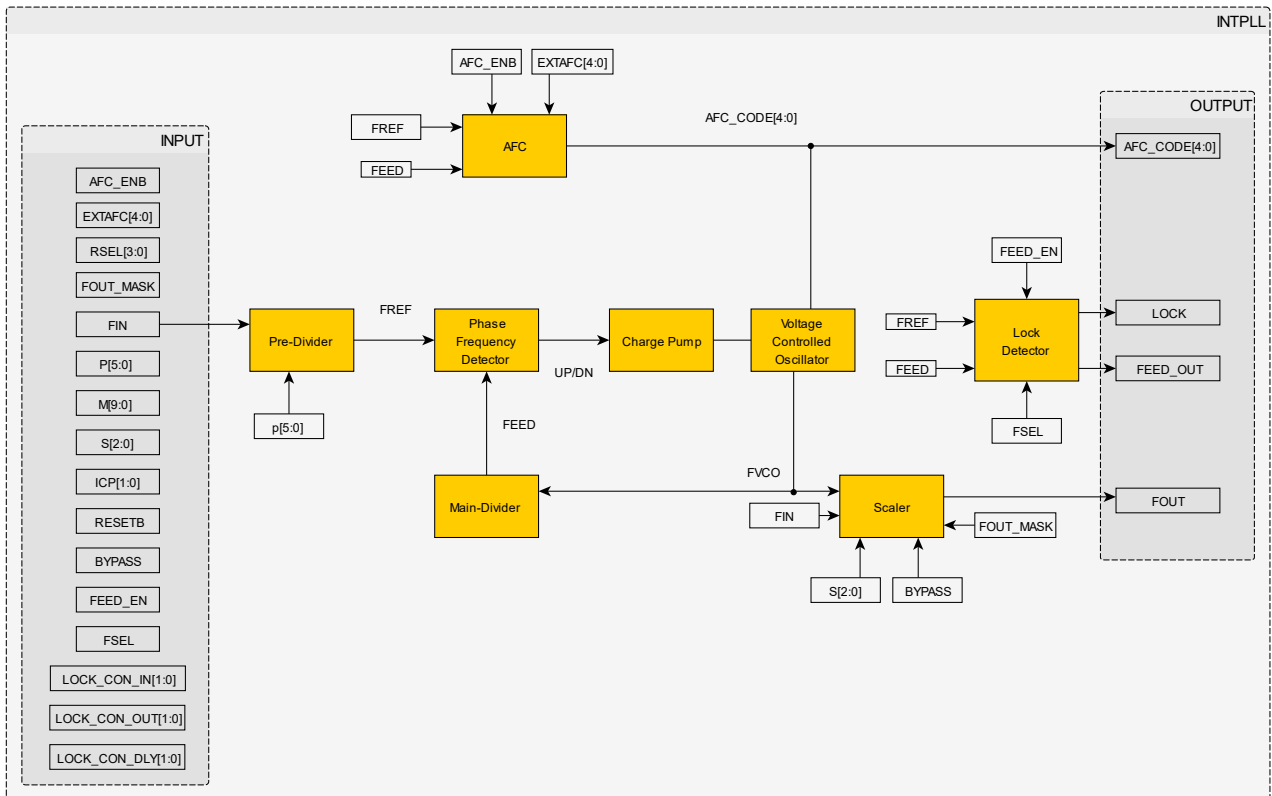 INTPLL
INPUT
AFC_ENB
EXTAFC[4:0]
RSEL[3:0]
FOUT_MASK
FIN
P[5:0]
M[9:0]
S[2:0]
ICP[1:0]
RESETB
BYPASS
FEED_EN
FSEL
LOCK_CON_IN[1:0]
LOCK_CON_OUT[1:0]
LOCK_CON_DLY[1:0]
AFC_ENB
EXTAFC[4:0]
FREF
FEED
AFC
AFC_CODE[4:0]
Pre-Divider
p[5:0]
FREF
Phase
Frequency
Detector
UP/DN
Charge Pump
Voltage
Controlled
Oscillator
FEED
Main-Divider
FVCO
FIN
Scaler
FOUT_MASK
S[2:0]
BYPASS
FEED_EN
FREF
FEED
Lock
Detector
FSEL
OUTPUT
AFC_CODE[4:0]
LOCK
FEED_OUT
FOUT